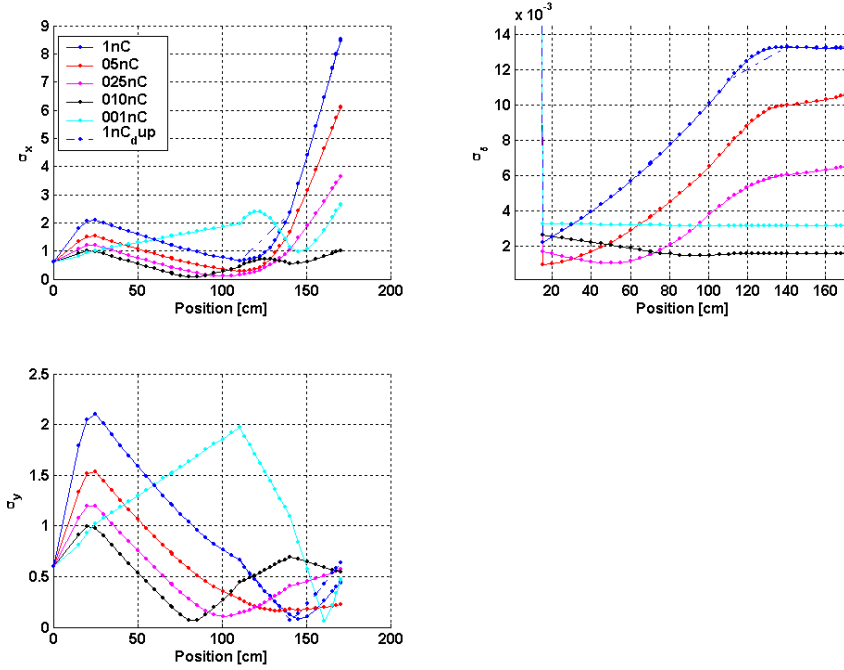 9
8
7
6
5
4
3
2
1
0
σx
1nC
05nC
025nC
010nC
001nC
1nCdup
0 50 100 150 200
Position [cm]
x 10-3
14
12
10
8
6
4
2
σδ
20 40 60 80 100 120 140 160
Position [cm]
2.5
2
1.5
1
0.5
0
σy
0 50 100 150 200
Position [cm]